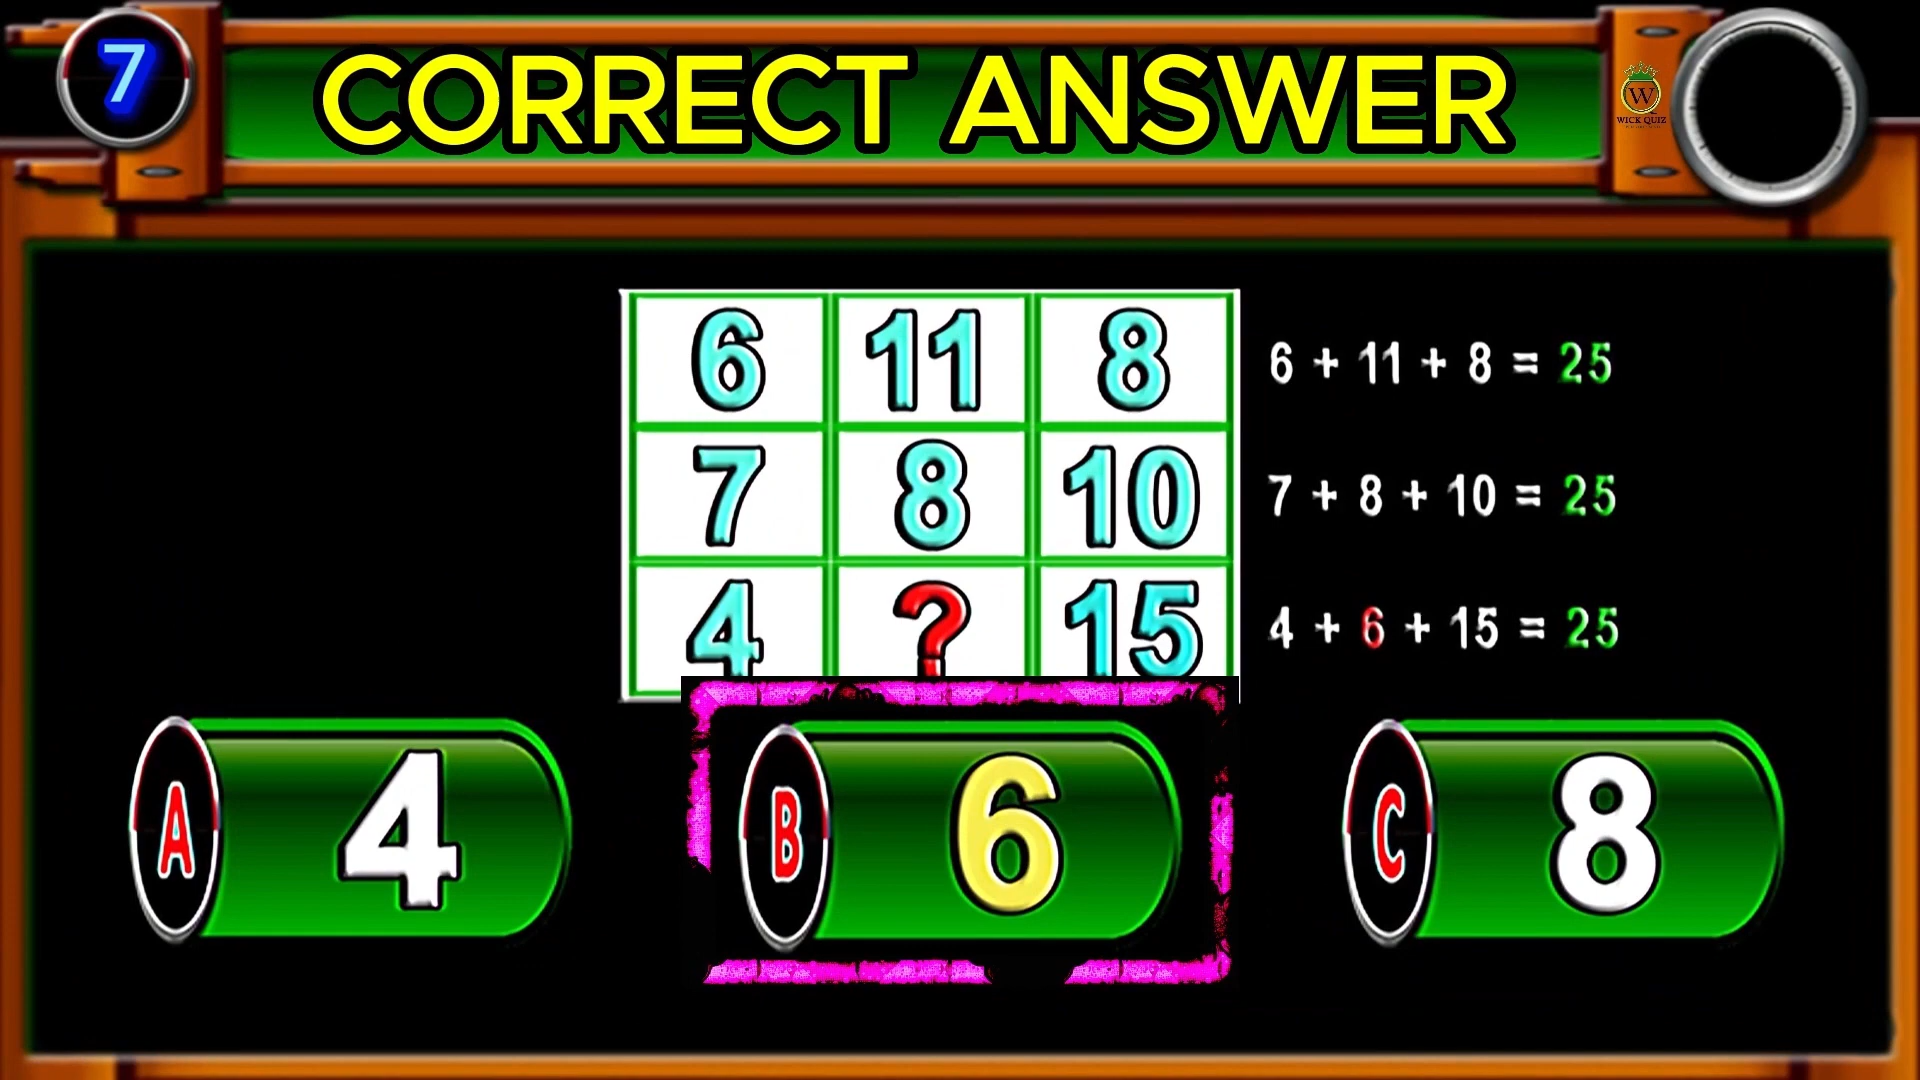 7
CORRECT ANSWER
W
WICK QUIZ
6 11 8
6 + 11 + 8 = 25
7 8 10
7 + 8 + 10 = 25
4 ? 15
4 + 6 + 15 = 25
A 4
B 6
C 8